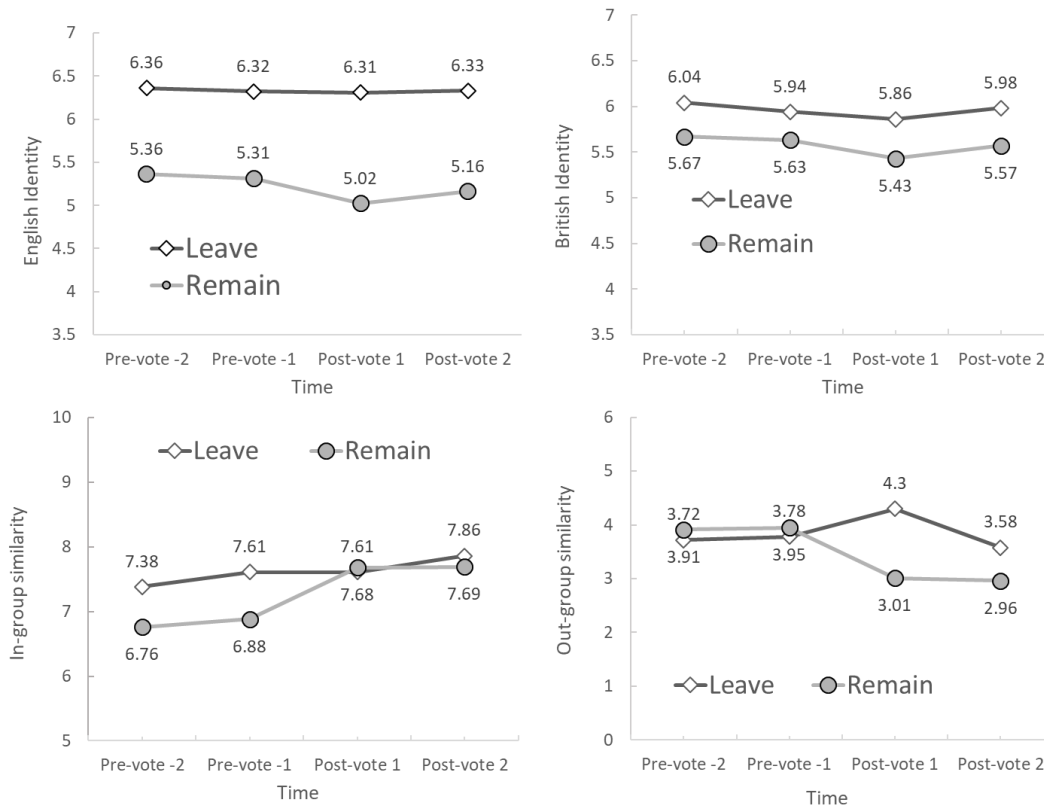 7
6.5
6
5.5
5
4.5
4
3.5
English Identity
6.36 6.32 6.31 6.33
5.36 5.31 5.02 5.16
Leave
Remain
Pre-vote -2 Pre-vote -1 Post-vote 1 Post-vote 2
Time
7
6.5
6
5.5
5
4.5
4
3.5
British Identity
6.04 5.94 5.86 5.98
5.67 5.63 5.43 5.57
Leave
Remain
Pre-vote -2 Pre-vote -1 Post-vote 1 Post-vote 2
Time
10
9
8
7
6
5
In-group similarity
Leave Remain
7.38 7.61 7.61 7.86
6.76 6.88 7.68 7.69
Pre-vote -2 Pre-vote -1 Post-vote 1 Post-vote 2
Time
6
5
4
3
2
1
0
Out-group similarity
3.72 3.78 4.3 3.58
3.91 3.95 3.01 2.96
Leave Remain
Pre-vote -2 Pre-vote -1 Post-vote 1 Post-vote 2
Time